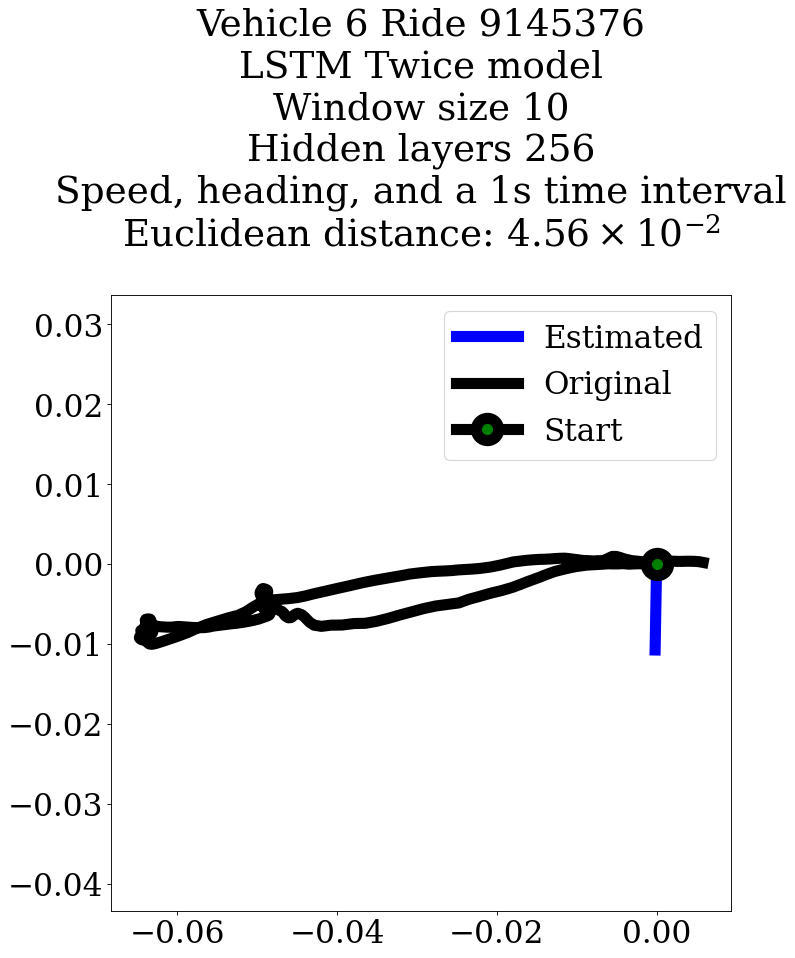 Vehicle 6 Ride 9145376
LSTM Twice model
Window size 10
Hidden layers 256
Speed, heading, and a 1s time interval
Euclidean distance: 4.56 × 10⁻²
Estimated
Original
Start
0.03
0.02
0.01
0.00
−0.01
−0.02
−0.03
−0.04
−0.06 −0.04 −0.02 0.00